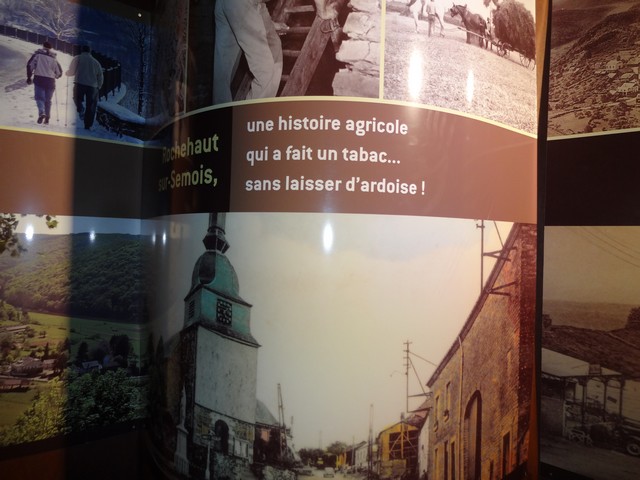 Rochehaut
sur-Semois,
une histoire agricole
qui a fait un tabac...
sans laisser d'ardoise !